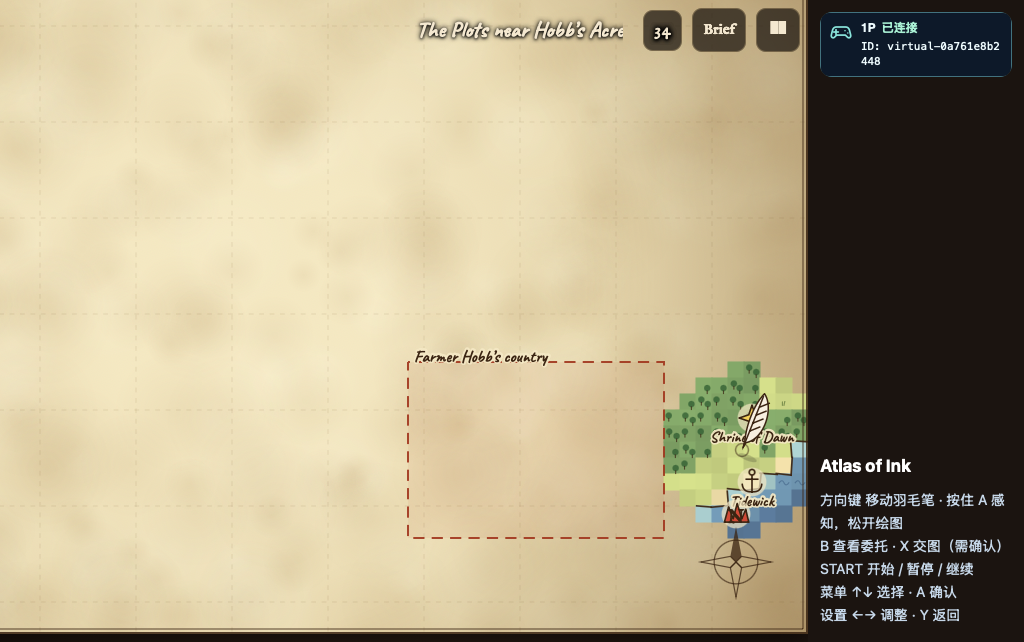 The Plots near Hobb's Acre
34
Brief
1P 已连接
ID: virtual-0a761e8b2
448
Farmer Hobb's country
Shrine of Dawn
Tidewick
Atlas of Ink
方向键 移动羽毛笔 · 按住 A 感
知，松开绘图
B 查看委托 · X 交图（需确认）
START 开始 / 暂停 / 继续
菜单 ↑↓ 选择 · A 确认
设置 ←→ 调整 · Y 返回